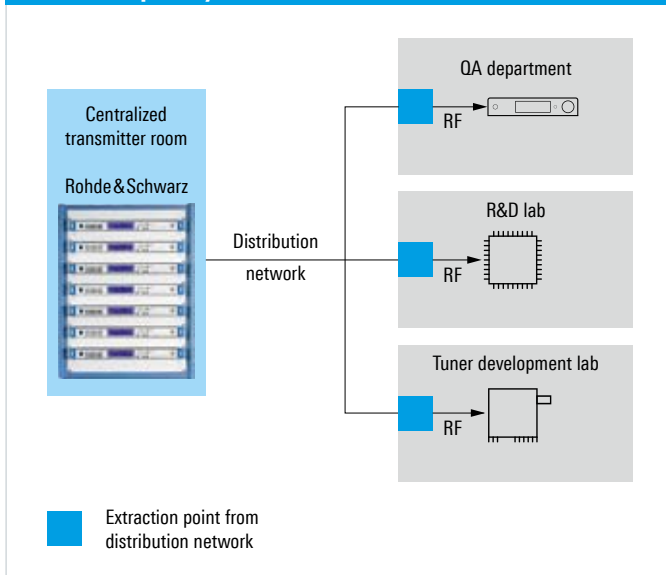 Centralized
transmitter room
Rohde&Schwarz
Distribution
network
QA department
RF
R&D lab
RF
Tuner development lab
RF
Extraction point from
distribution network